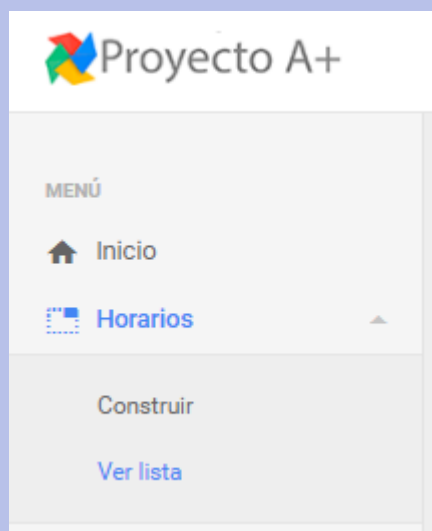 Proyecto A+
MENÚ
Inicio
Horarios
Construir
Ver lista